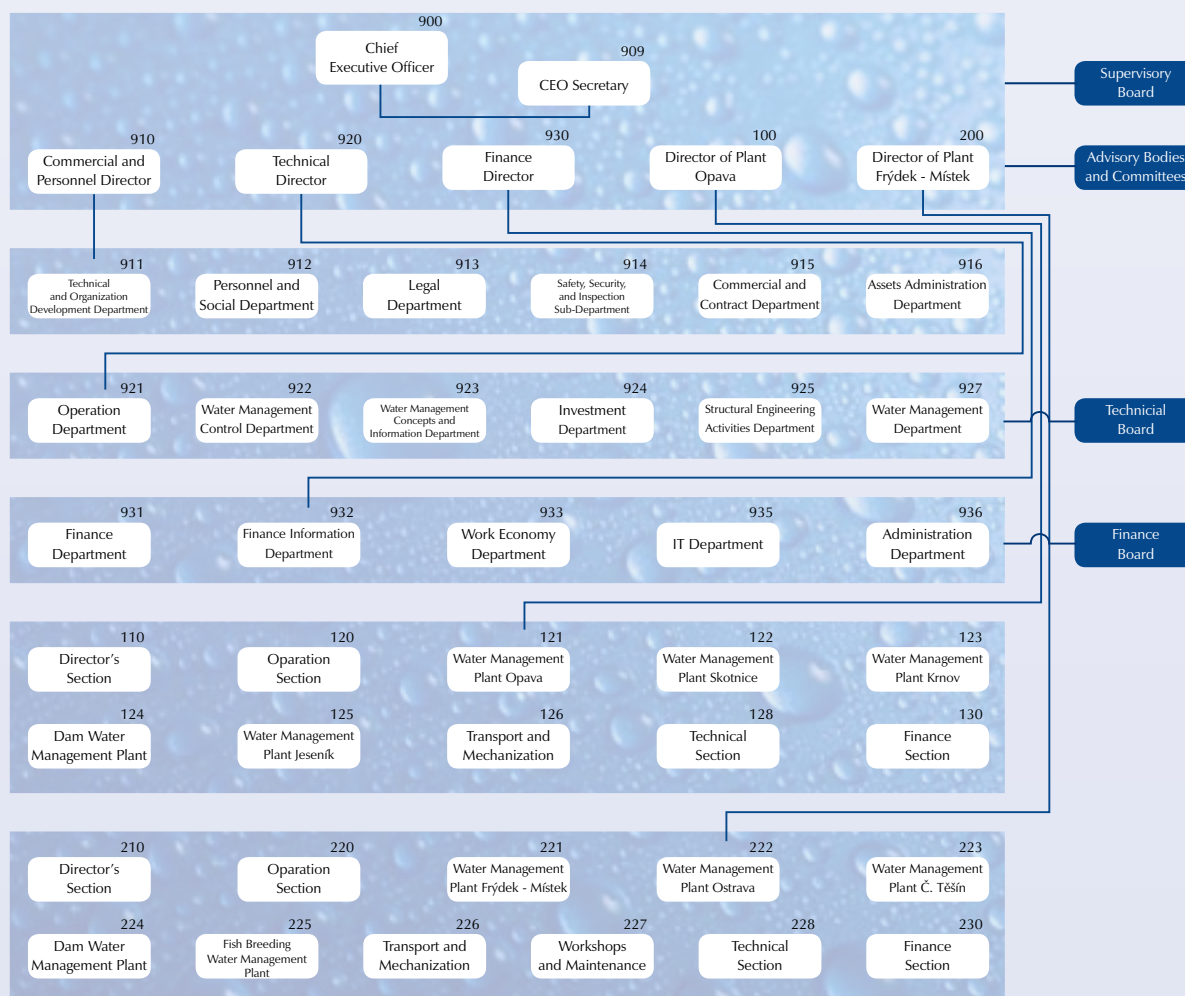 900
Chief
Executive Officer
909
CEO Secretary
Supervisory
Board
910
Commercial and
Personnel Director
920
Technical
Director
930
Finance
Director
100
Director of Plant
Opava
200
Director of Plant
Frýdek - Místek
Advisory Bodies
and Committees
911
Technical
and Organization
Development Department
912
Personnel and
Social Department
913
Legal
Department
914
Safety, Security,
and Inspection
Sub-Department
915
Commercial and
Contract Department
916
Assets Administration
Department
921
Operation
Department
922
Water Management
Control Department
923
Water Management
Concepts and
Information Department
924
Investment
Department
925
Structural Engineering
Activities Department
927
Water Management
Department
Technicial
Board
931
Finance
Department
932
Finance Information
Department
933
Work Economy
Department
935
IT Department
936
Administration
Department
Finance
Board
110
Director's
Section
120
Oparation
Section
121
Water Management
Plant Opava
122
Water Management
Plant Skotnice
123
Water Management
Plant Krnov
124
Dam Water
Management Plant
125
Water Management
Plant Jeseník
126
Transport and
Mechanization
128
Technical
Section
130
Finance
Section
210
Director's
Section
220
Oparation
Section
221
Water Management
Plant Frýdek - Místek
222
Water Management
Plant Ostrava
223
Water Management
Plant Č. Těšín
224
Dam Water
Management Plant
225
Fish Breeding
Water Management
Plant
226
Transport and
Mechanization
227
Workshops
and Maintenance
228
Technical
Section
230
Finance
Section